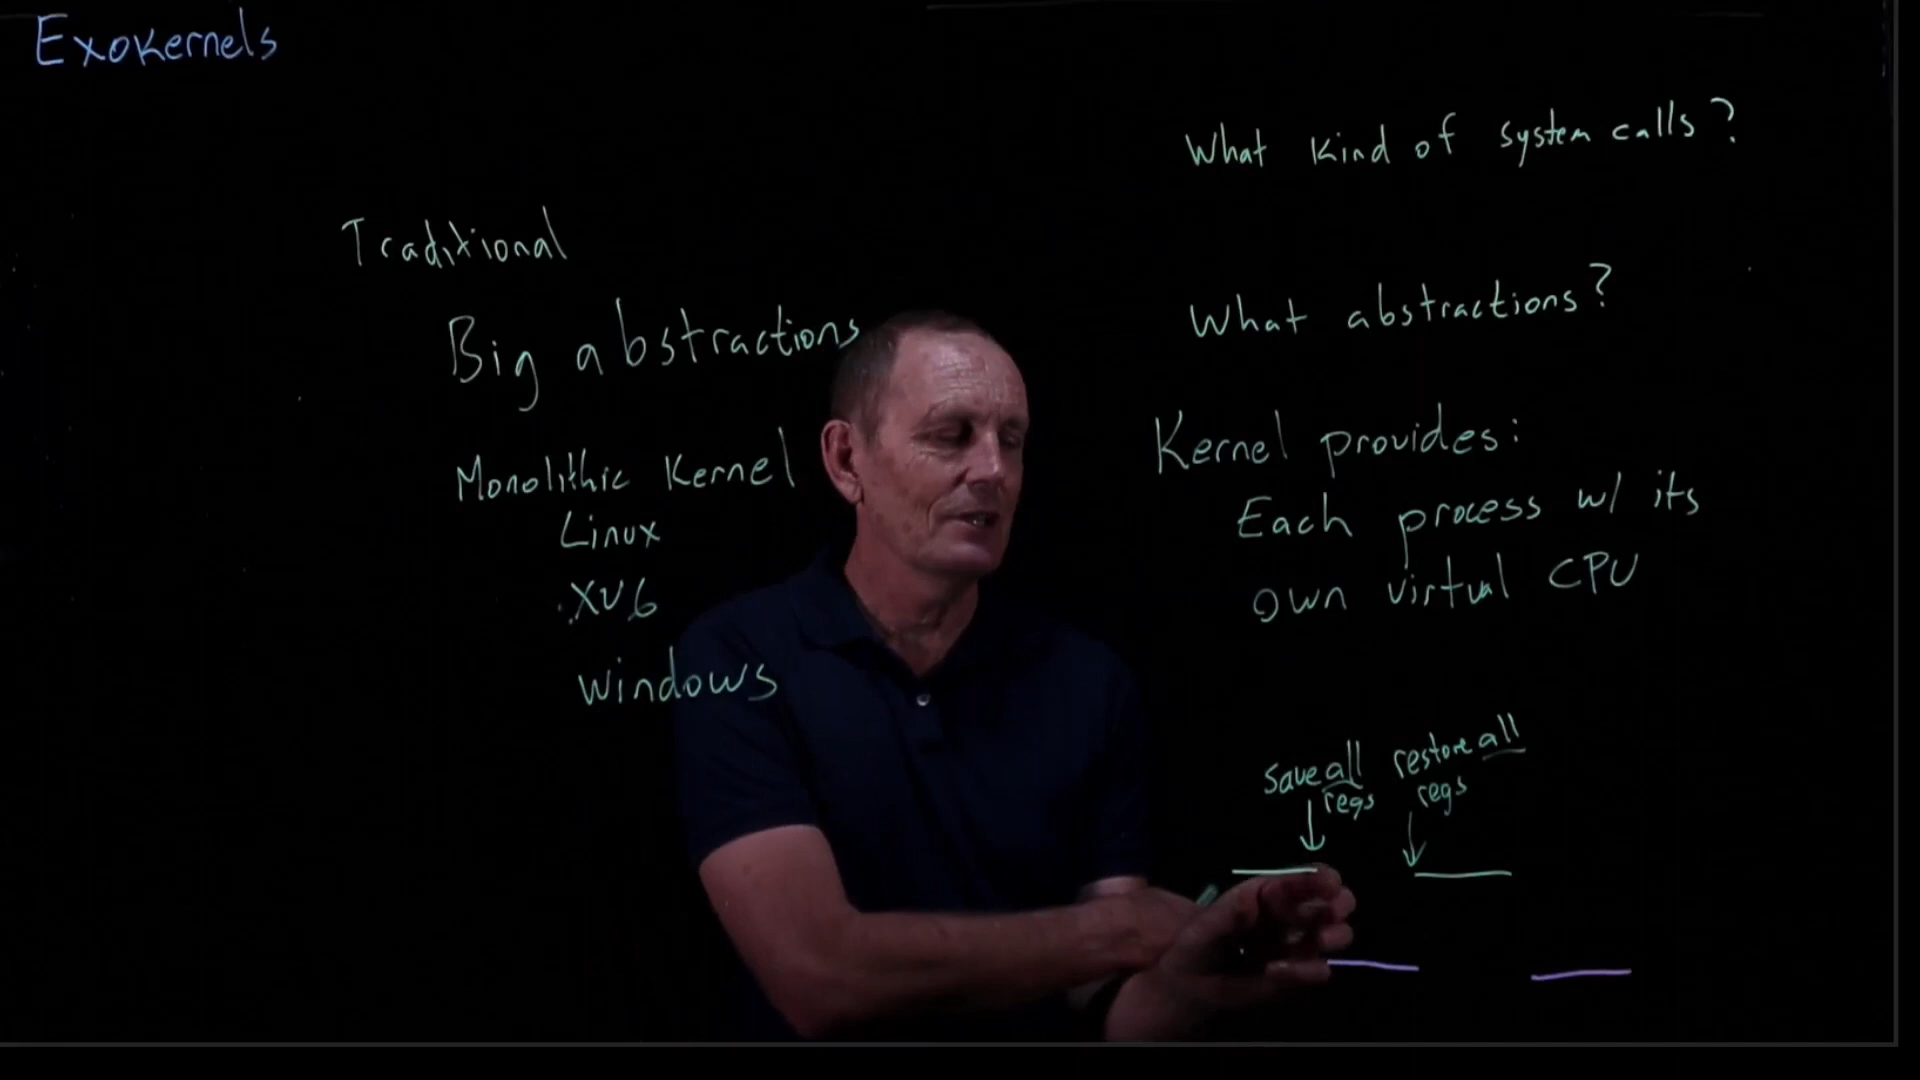 Exokernels
What kind of system calls?
Traditional
Big abstractions
What abstractions?
Monolithic Kernel
Linux
XV6
Windows
Kernel provides:
Each process w/ its
own virtual CPU
save all regs
restore all regs